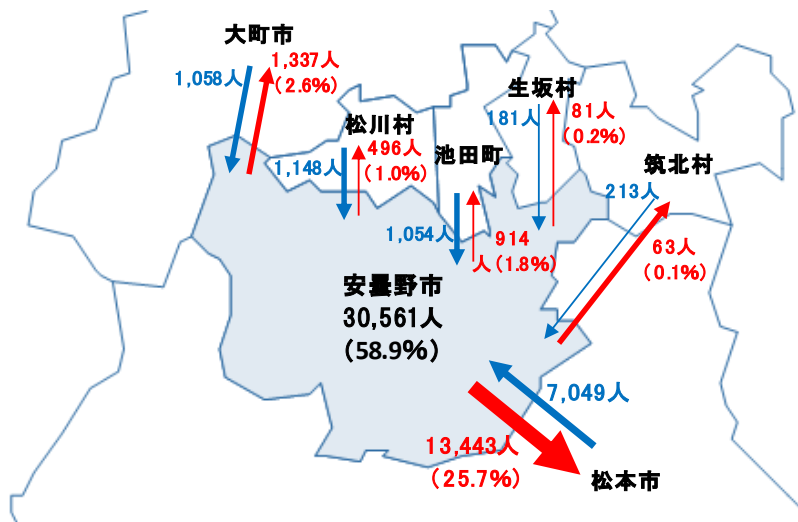 大町市
1,058人
1,337人
(2.6%)
松川村
1,148人
496人
(1.0%)
池田町
1,054人
914
人(1.8%)
生坂村
181人
81人
(0.2%)
筑北村
213人
63人
(0.1%)
安曇野市
30,561人
(58.9%)
7,049人
13,443人
(25.7%)
松本市